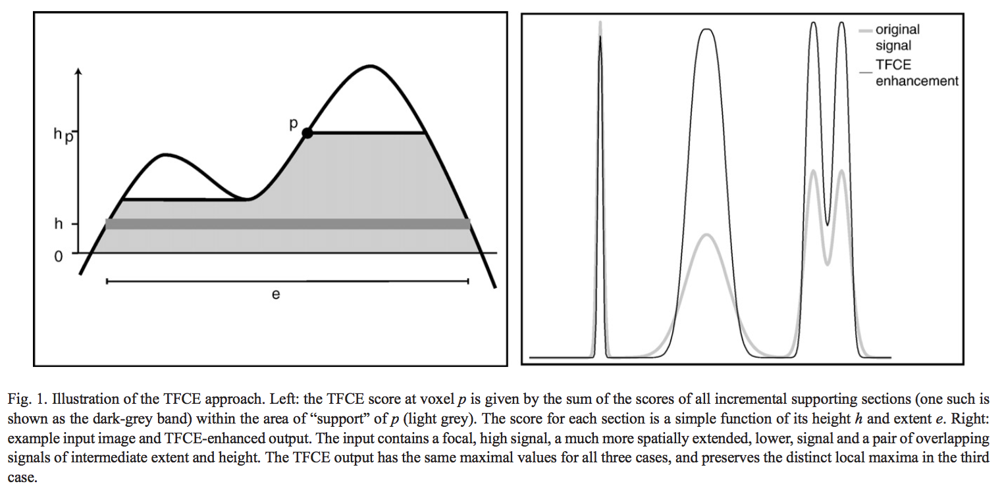 p
hp
h
0
e
original
signal
TFCE
enhancement
Fig. 1. Illustration of the TFCE approach. Left: the TFCE score at voxel p is given by the sum of the scores of all incremental supporting sections (one such is
shown as the dark-grey band) within the area of “support” of p (light grey). The score for each section is a simple function of its height h and extent e. Right:
example input image and TFCE-enhanced output. The input contains a focal, high signal, a much more spatially extended, lower, signal and a pair of overlapping
signals of intermediate extent and height. The TFCE output has the same maximal values for all three cases, and preserves the distinct local maxima in the third
case.